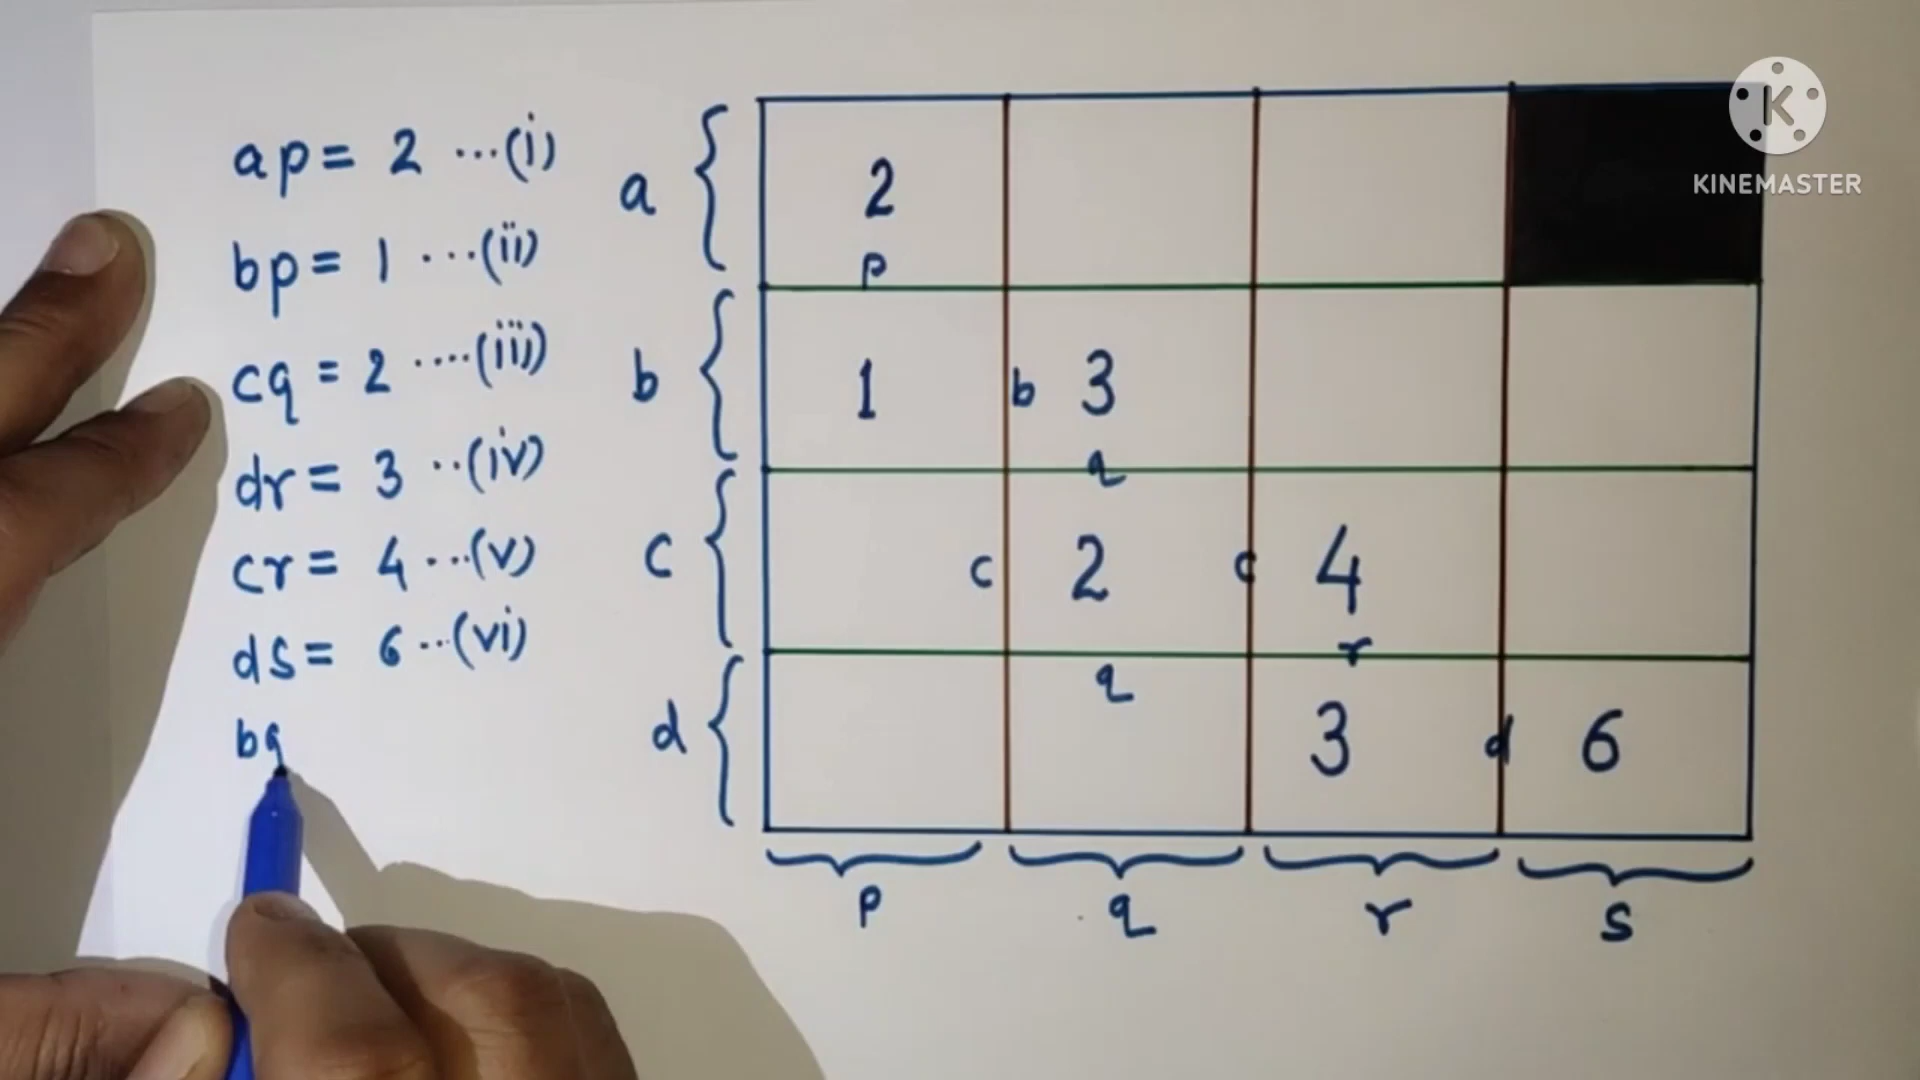 ap = 2 ...(i)
bp = 1 ...(ii)
cq = 2 ....(iii)
dr = 3 ..(iv)
cr = 4 ...(v)
ds = 6 ...(vi)
bq
K
KINEMASTER
a 2
p
b 1 b 3
q
c c 2 c 4
q r
d 3 d 6
p q r s